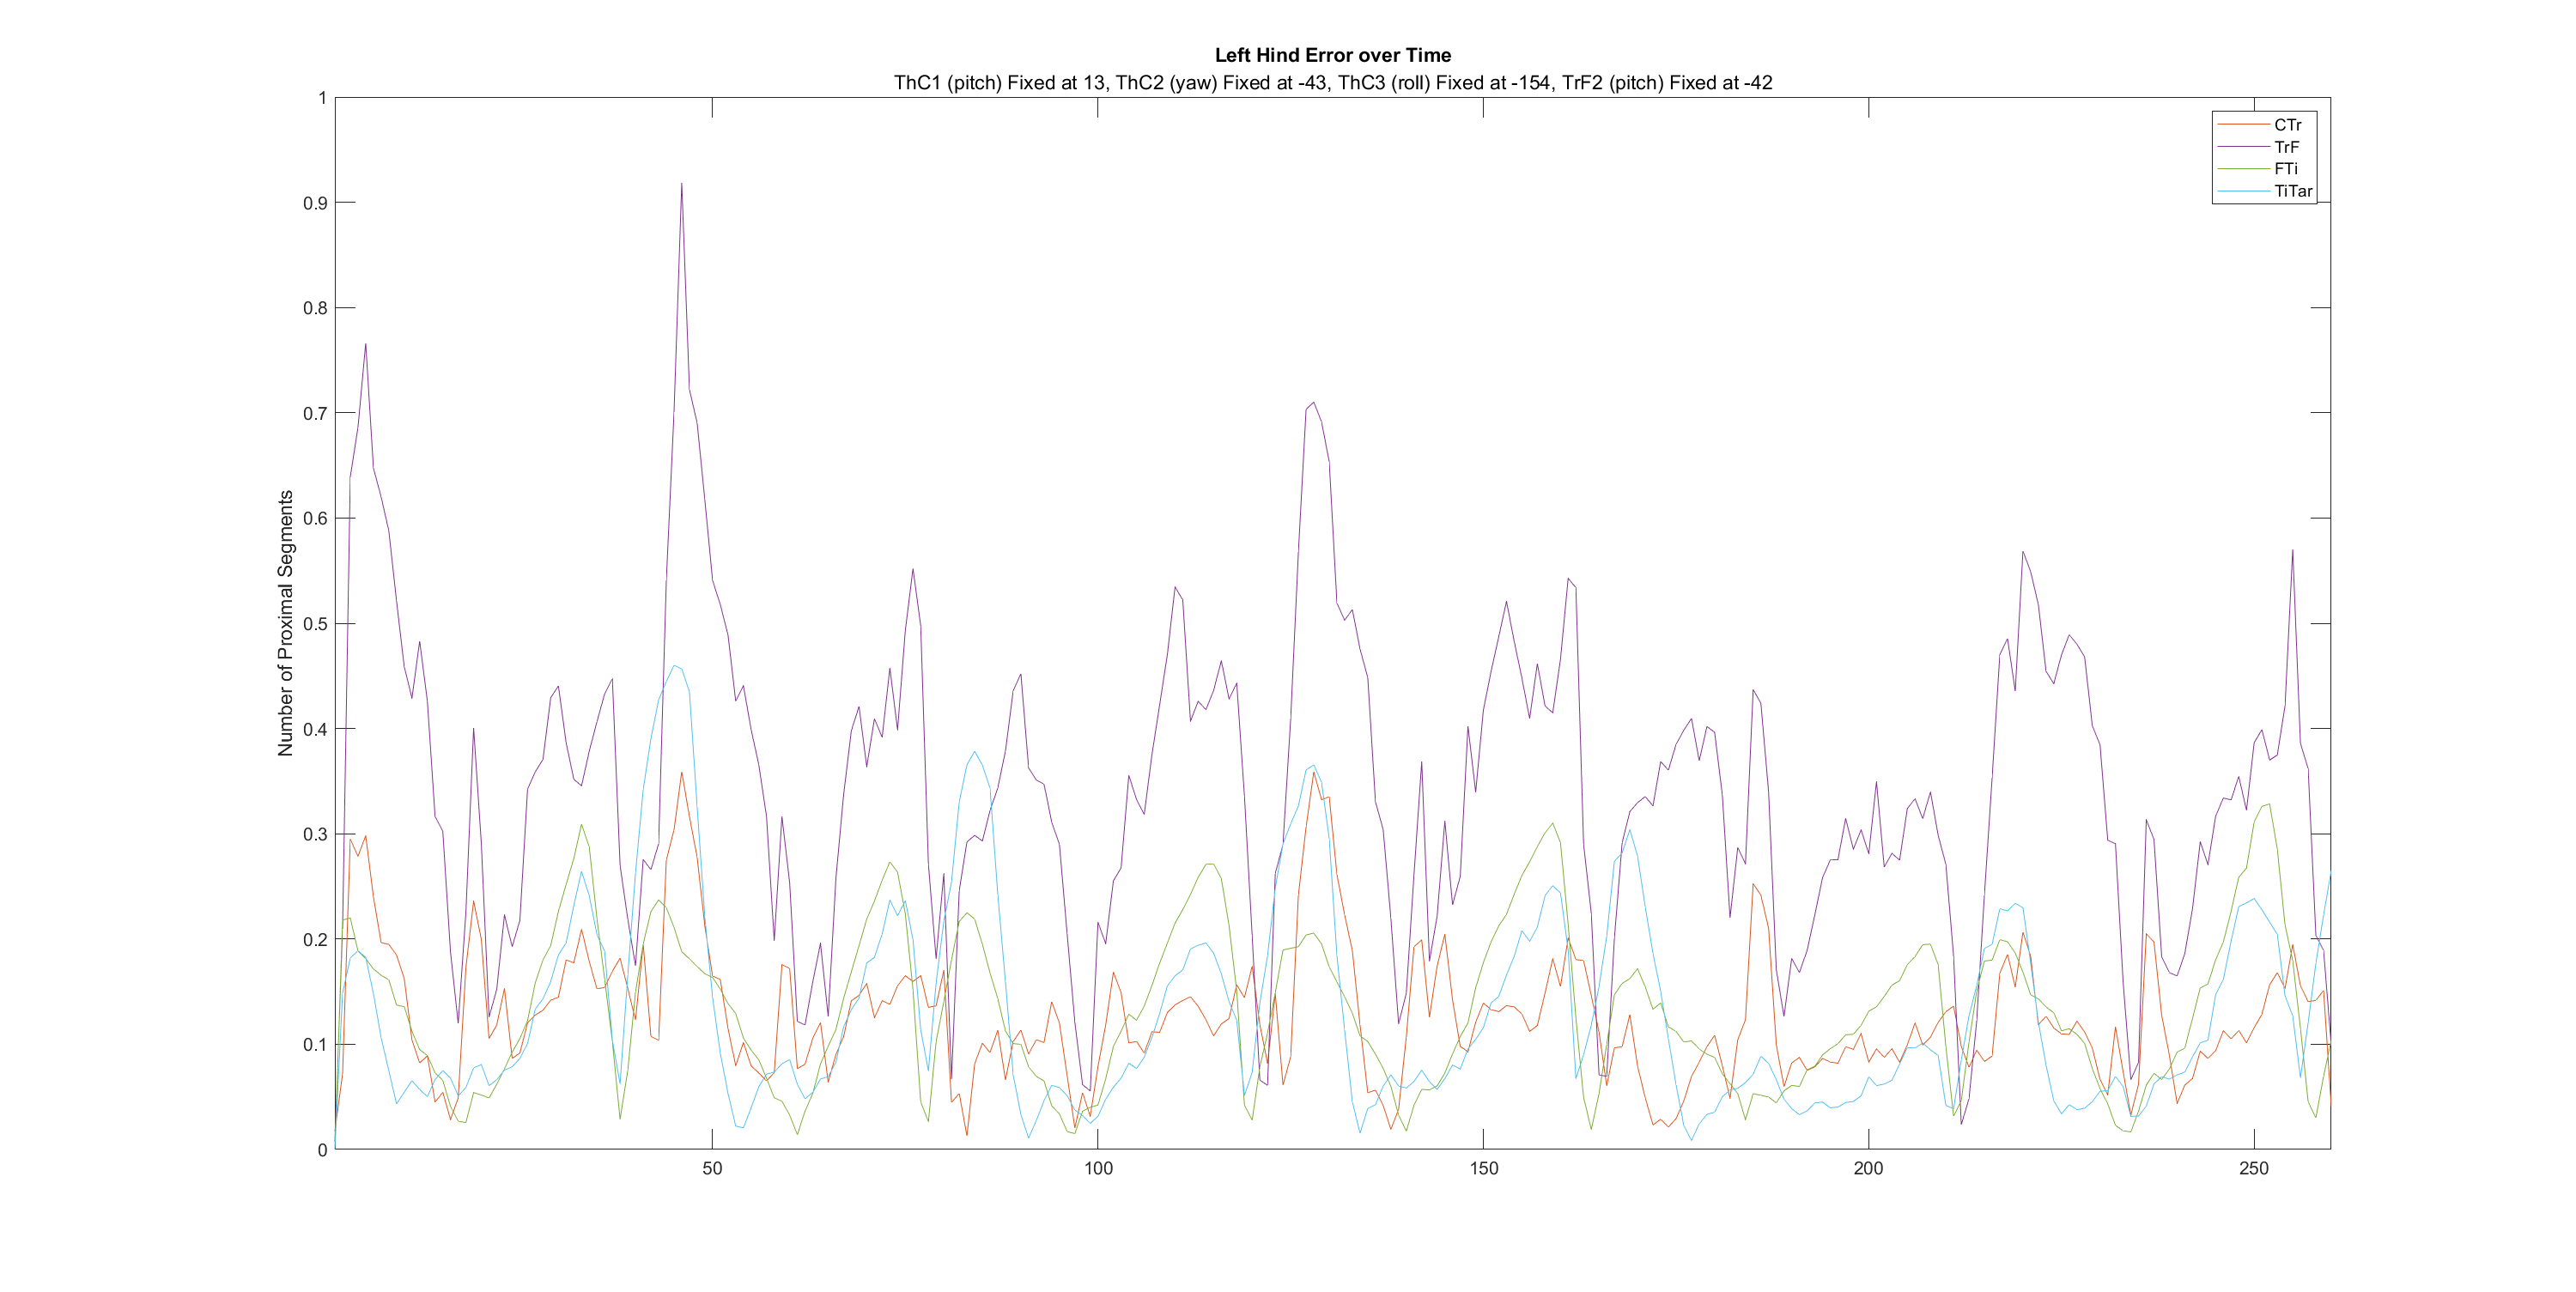 Left Hind Error over Time
ThC1 (pitch) Fixed at 13, ThC2 (yaw) Fixed at -43, ThC3 (roll) Fixed at -154, TrF2 (pitch) Fixed at -42
CTr
TrF
FTi
TiTar
Number of Proximal Segments
1
0.9
0.8
0.7
0.6
0.5
0.4
0.3
0.2
0.1
0
50 100 150 200 250